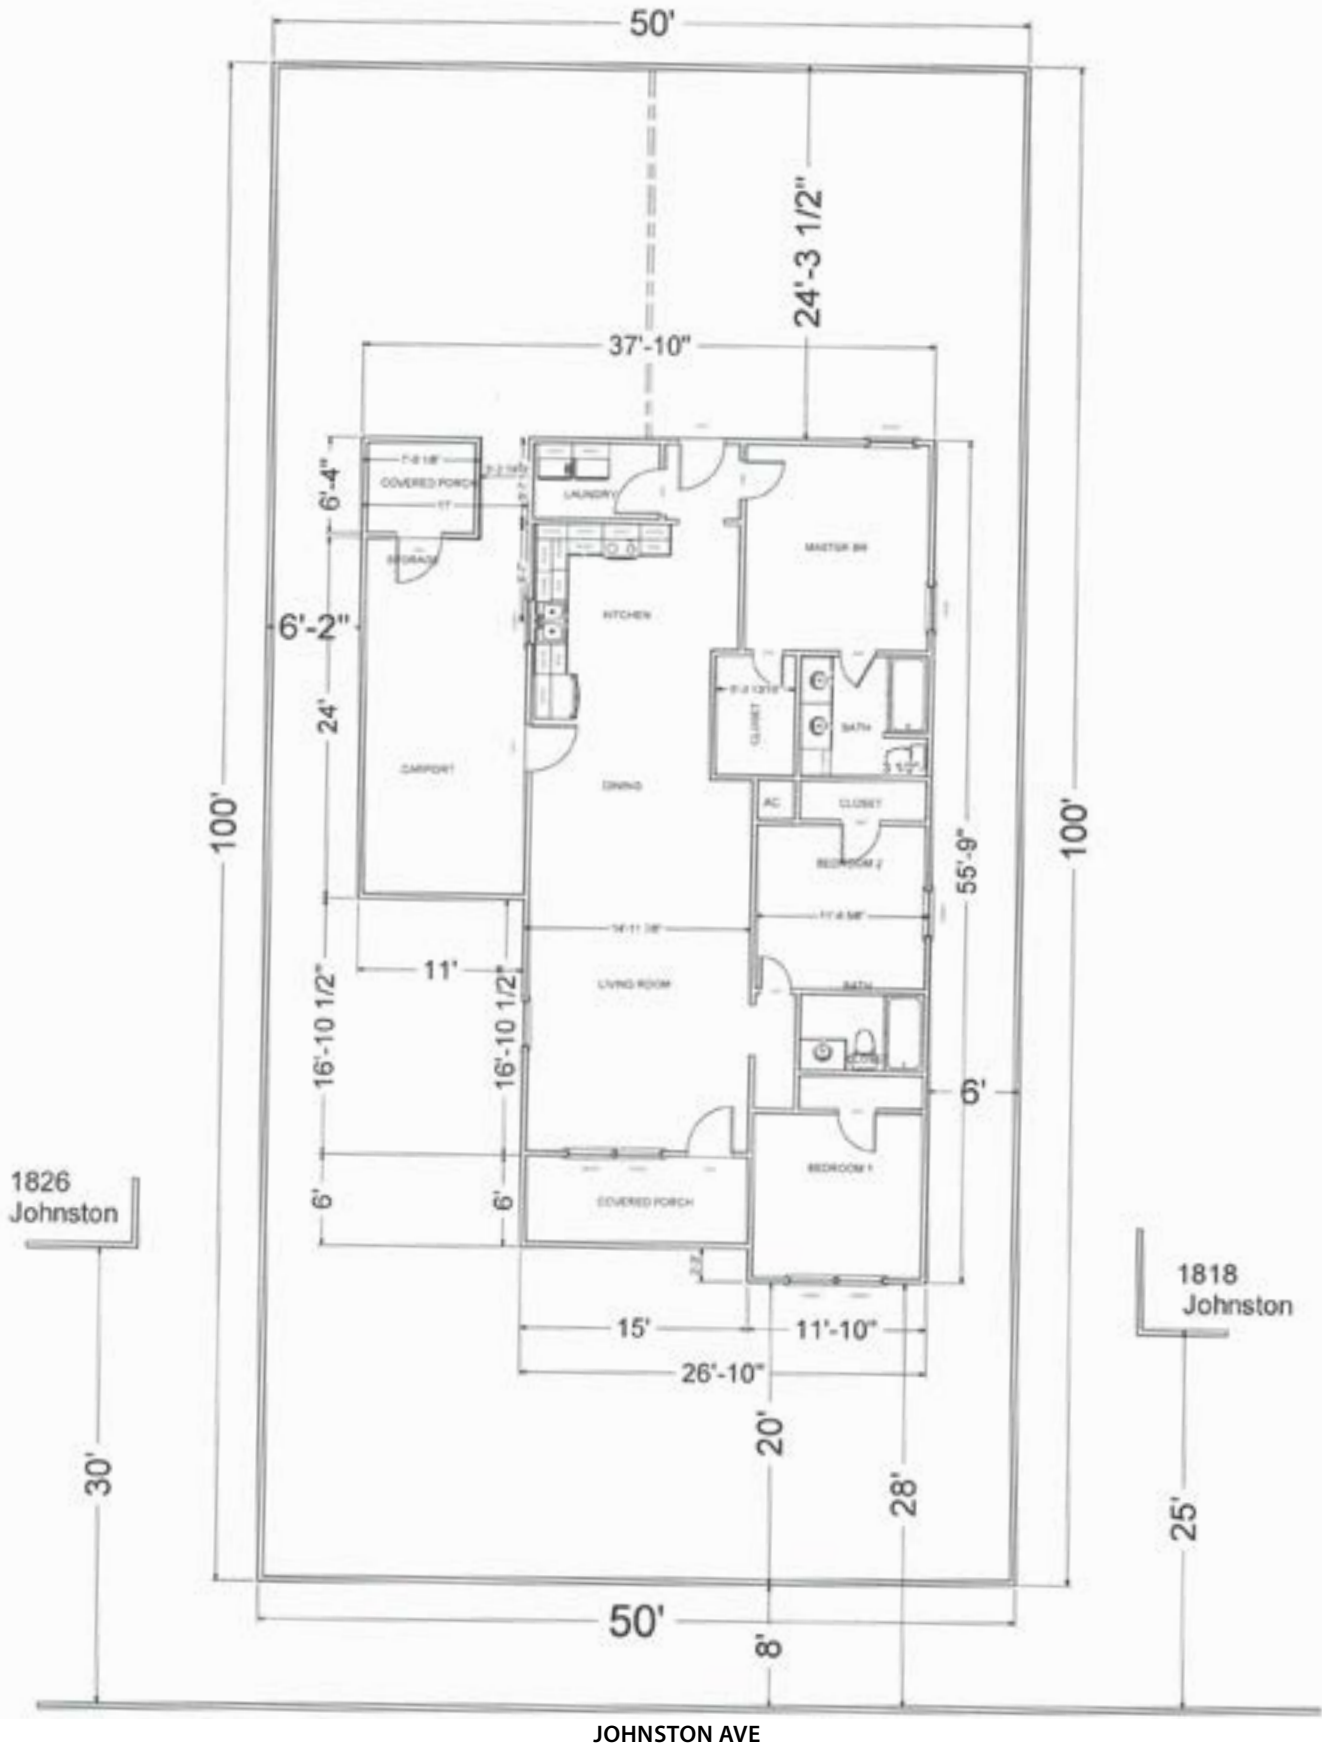 50'
24'-3 1/2"
37'-10"
6'-4"
COVERED PORCH
11'
LAUNDRY
STORAGE
MASTER BR
KITCHEN
6'-2"
24'
CLOSET
BATH
CARPORT
DINING
AC
CLOSET
100'
100'
BEDROOM 2
55'-9"
11'
LIVING ROOM
BATH
16'-10 1/2"
16'-10 1/2"
6'
BEDROOM 1
COVERED PORCH
6'
6'
1826
Johnston
1818
Johnston
15'
11'-10"
26'-10"
20'
30'
28'
25'
50'
8'
JOHNSTON AVE